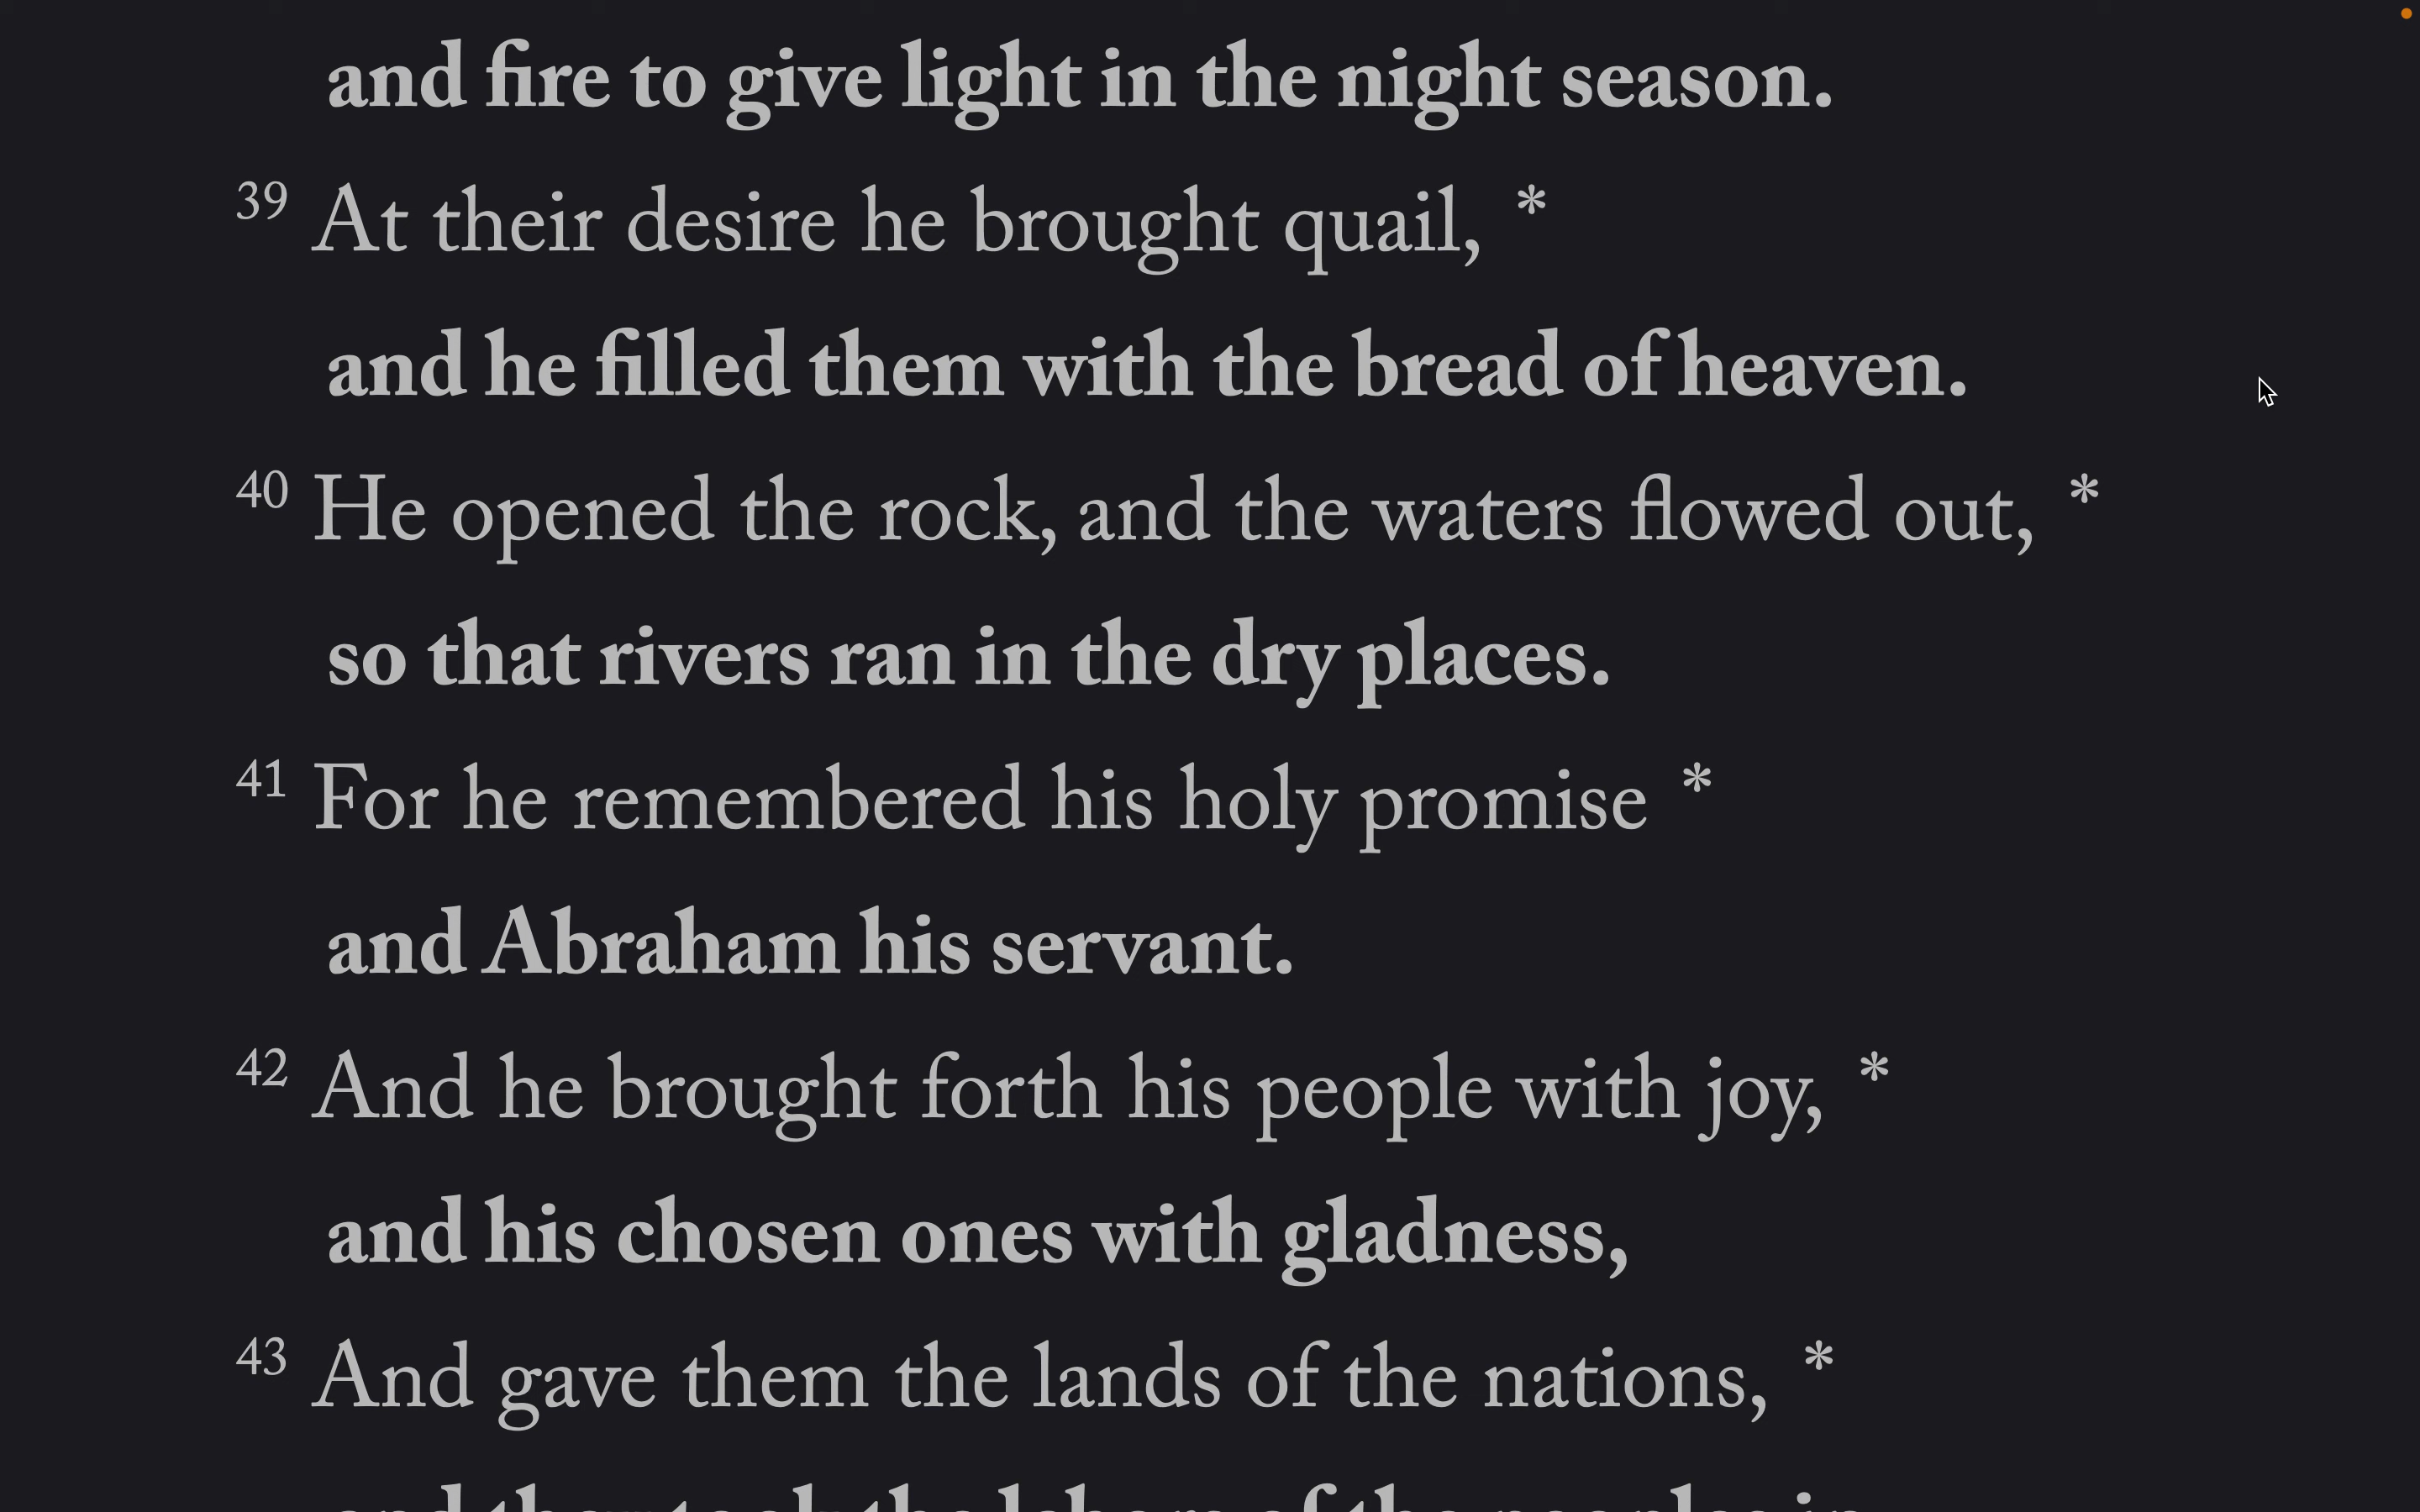 and fire to give light in the night season.
39 At their desire he brought quail, *
and he filled them with the bread of heaven.
40 He opened the rock, and the waters flowed out, *
so that rivers ran in the dry places.
41 For he remembered his holy promise *
and Abraham his servant.
42 And he brought forth his people with joy, *
and his chosen ones with gladness,
43 And gave them the lands of the nations, *